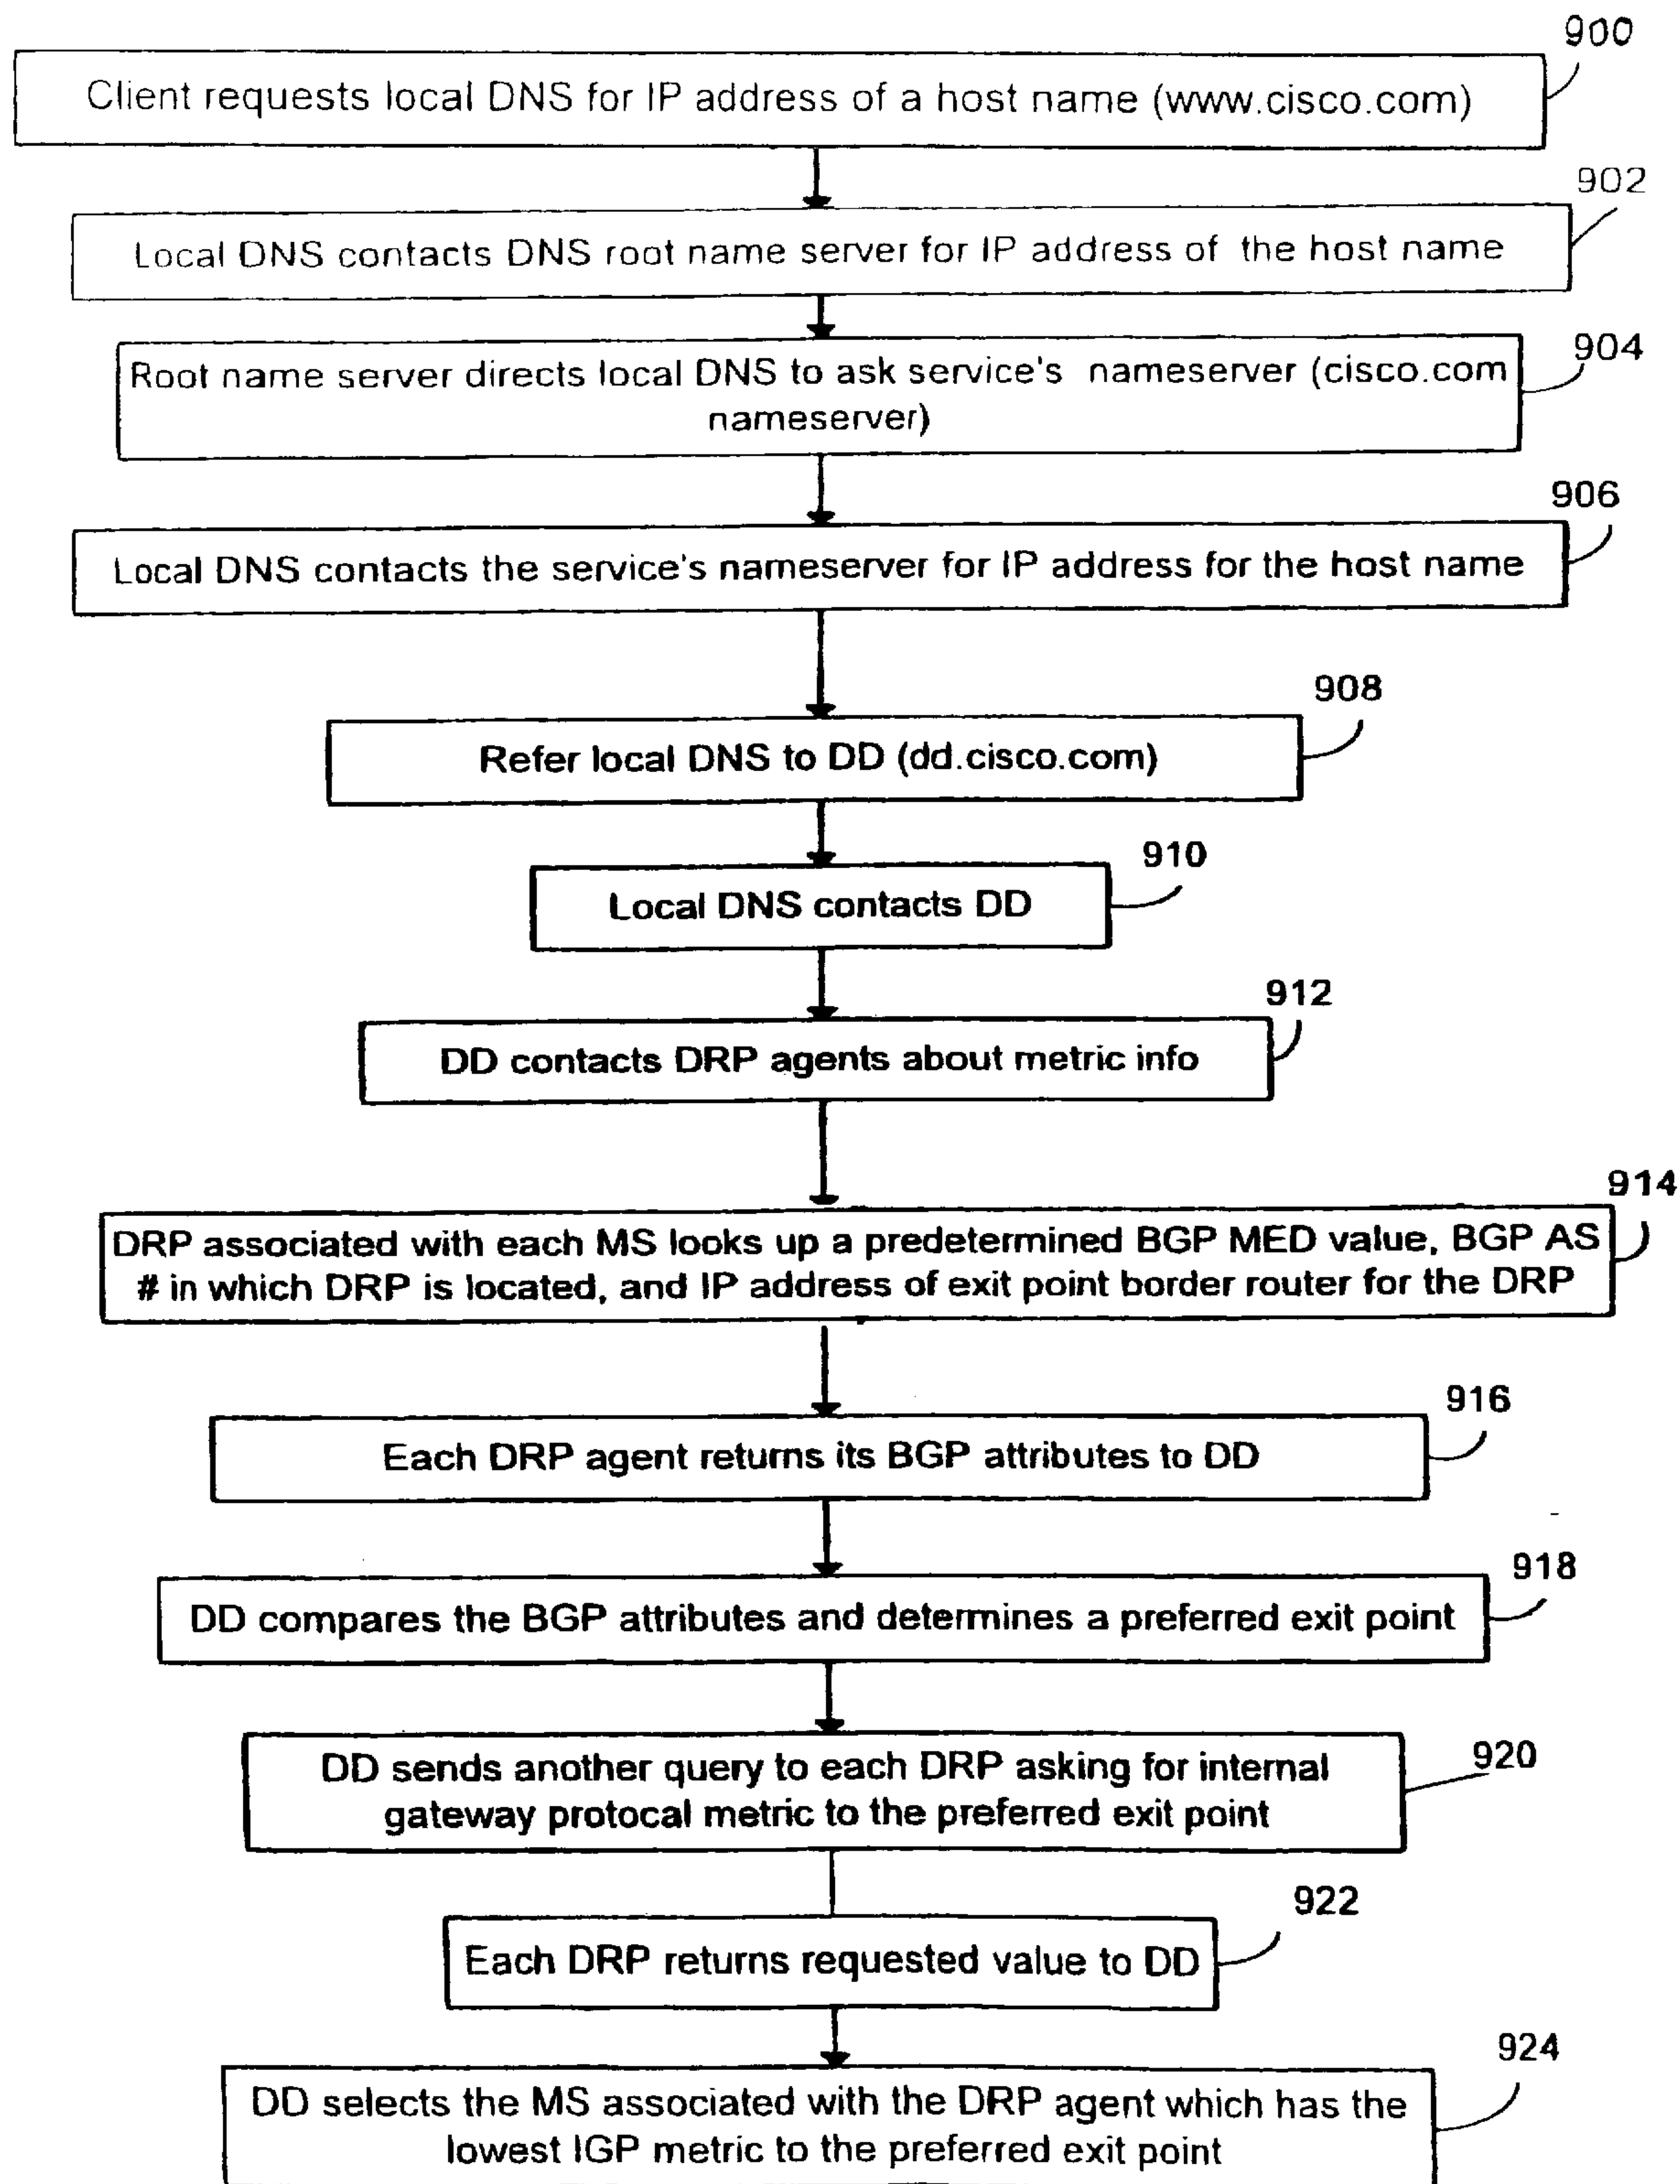 900
Client requests local DNS for IP address of a host name (www.cisco.com)
902
Local DNS contacts DNS root name server for IP address of the host name
904
Root name server directs local DNS to ask service's nameserver (cisco.com
nameserver)
906
Local DNS contacts the service's nameserver for IP address for the host name
908
Refer local DNS to DD (dd.cisco.com)
910
Local DNS contacts DD
912
DD contacts DRP agents about metric info
914
DRP associated with each MS looks up a predetermined BGP MED value, BGP AS
# in which DRP is located, and IP address of exit point border router for the DRP
916
Each DRP agent returns its BGP attributes to DD
918
DD compares the BGP attributes and determines a preferred exit point
920
DD sends another query to each DRP asking for internal
gateway protocal metric to the preferred exit point
922
Each DRP returns requested value to DD
924
DD selects the MS associated with the DRP agent which has the
lowest IGP metric to the preferred exit point